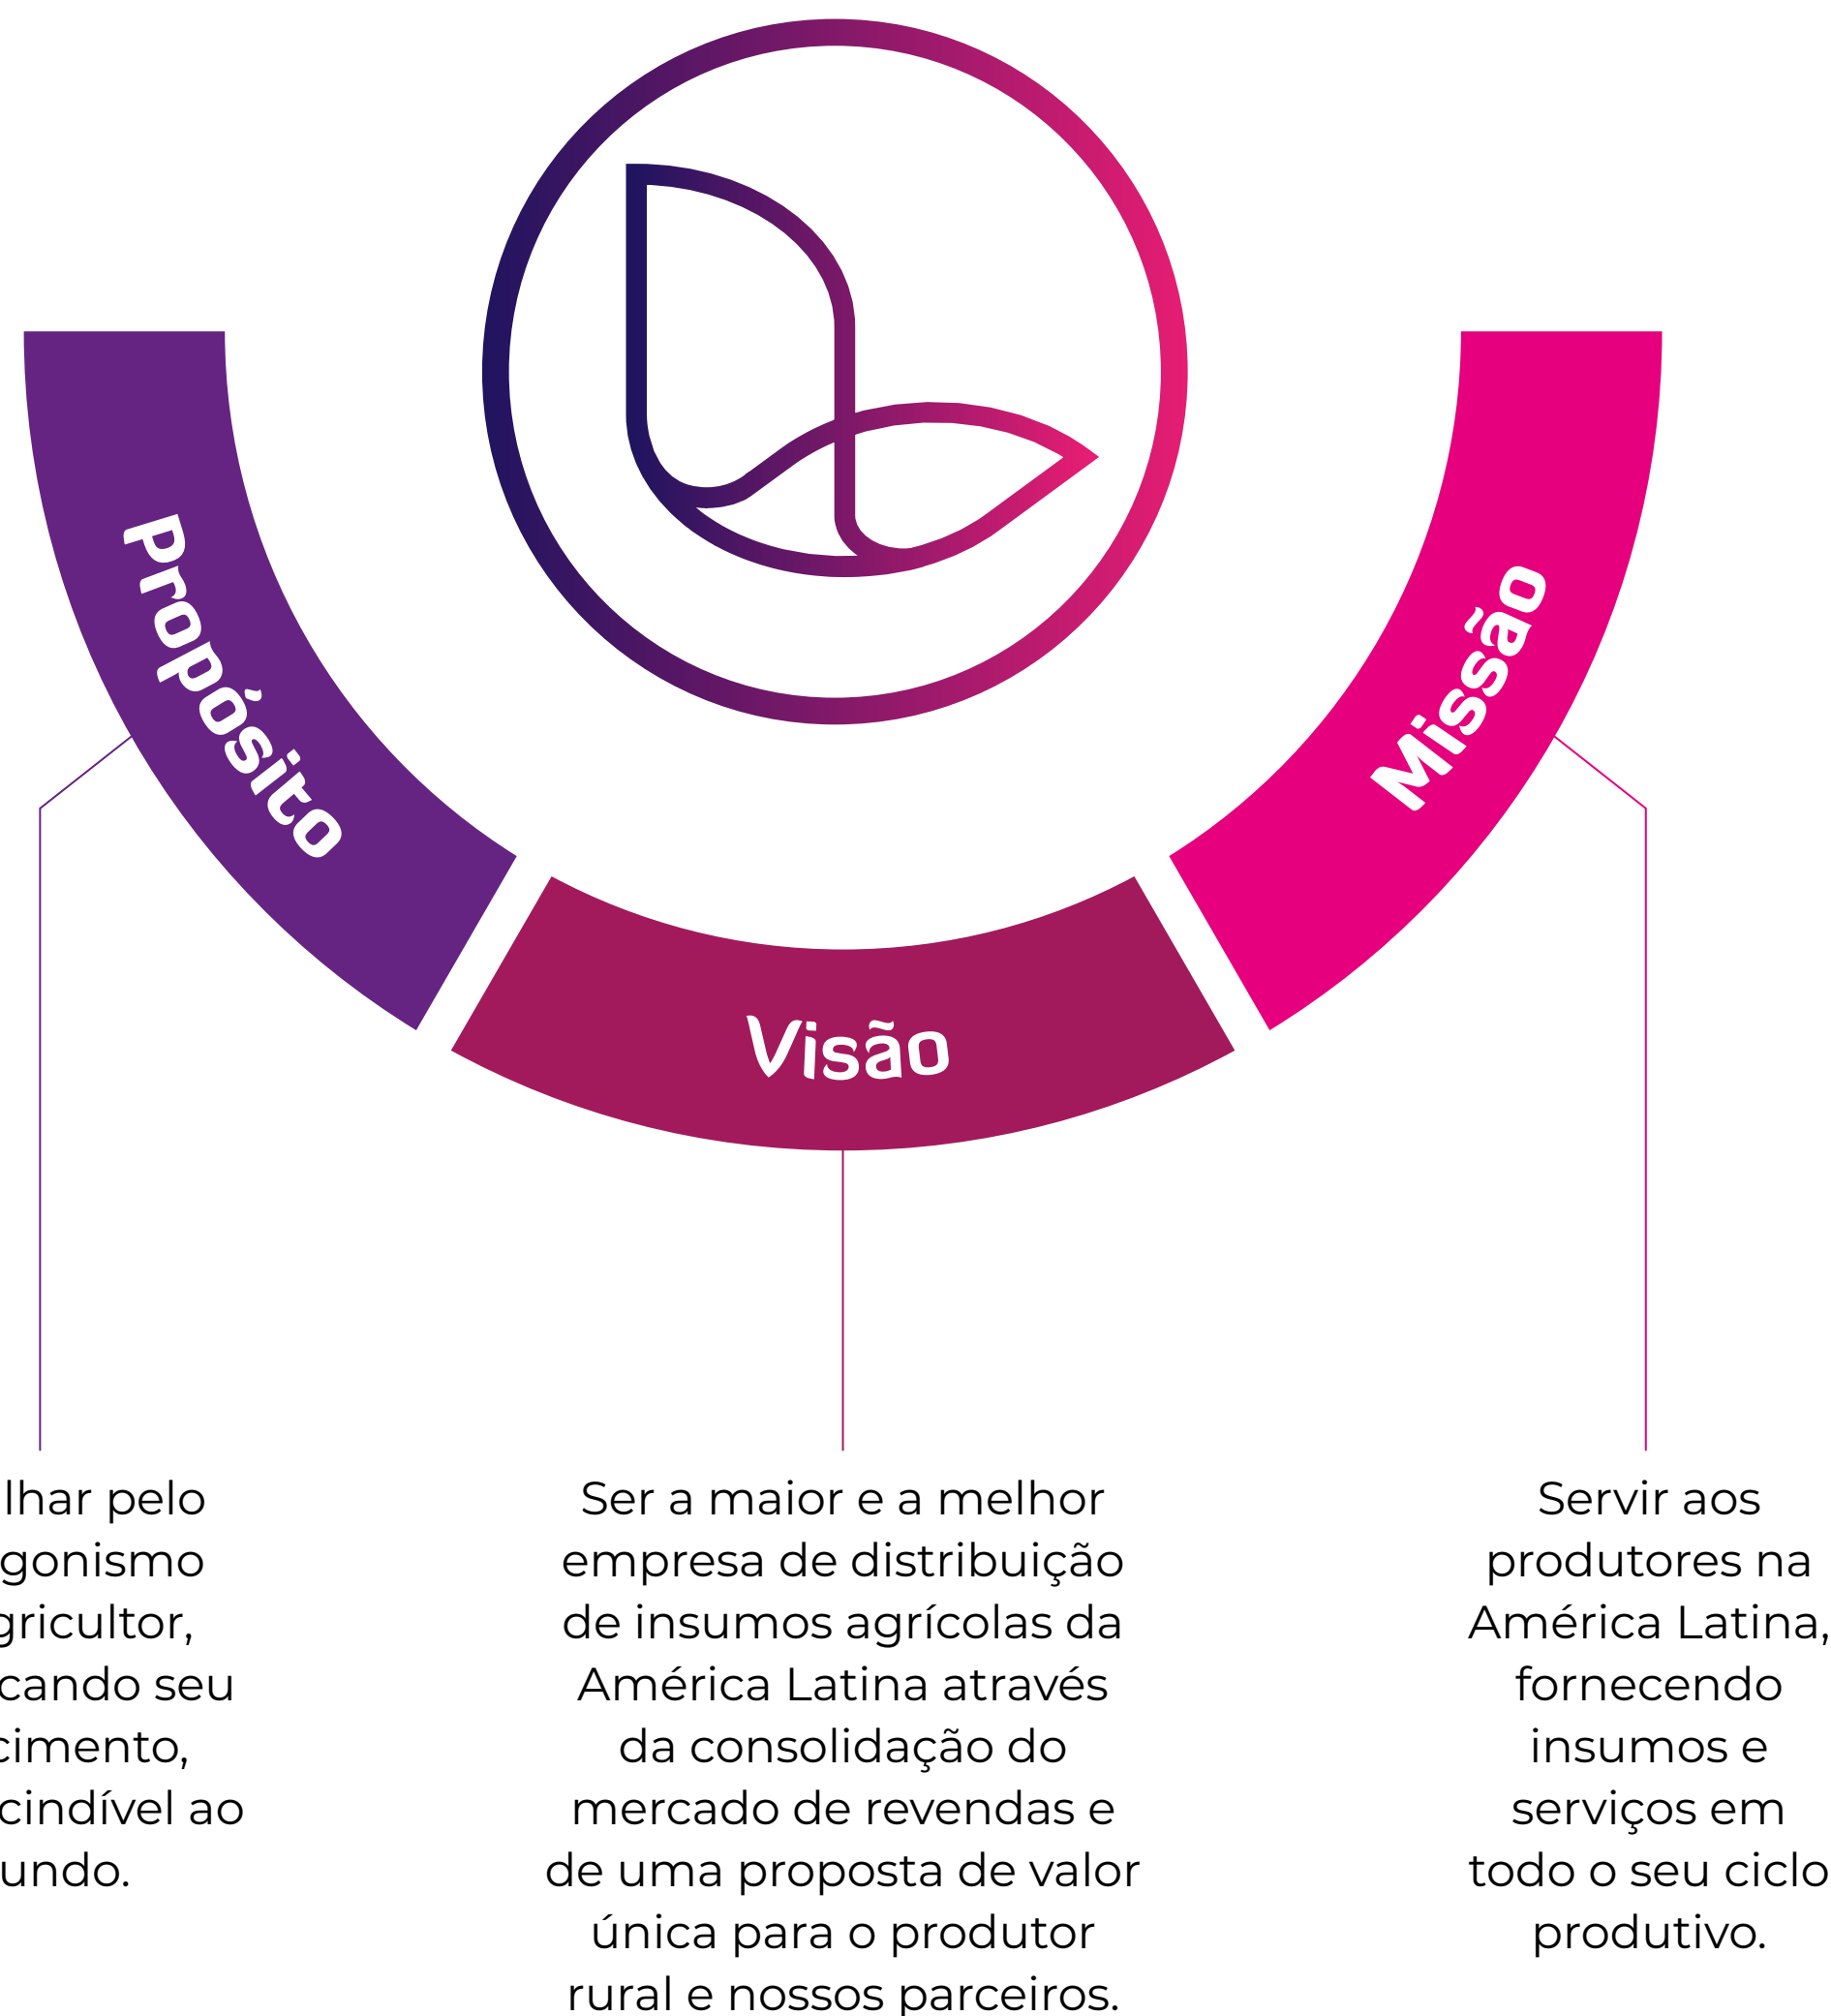 Propósito
Visão
Missão
lhar pelo
gonismo
gricultor,
cando seu
cimento,
cindível ao
undo.
Ser a maior e a melhor
empresa de distribuição
de insumos agrícolas da
América Latina através
da consolidação do
mercado de revendas e
de uma proposta de valor
única para o produtor
rural e nossos parceiros.
Servir aos
produtores na
América Latina,
fornecendo
insumos e
serviços em
todo o seu ciclo
produtivo.